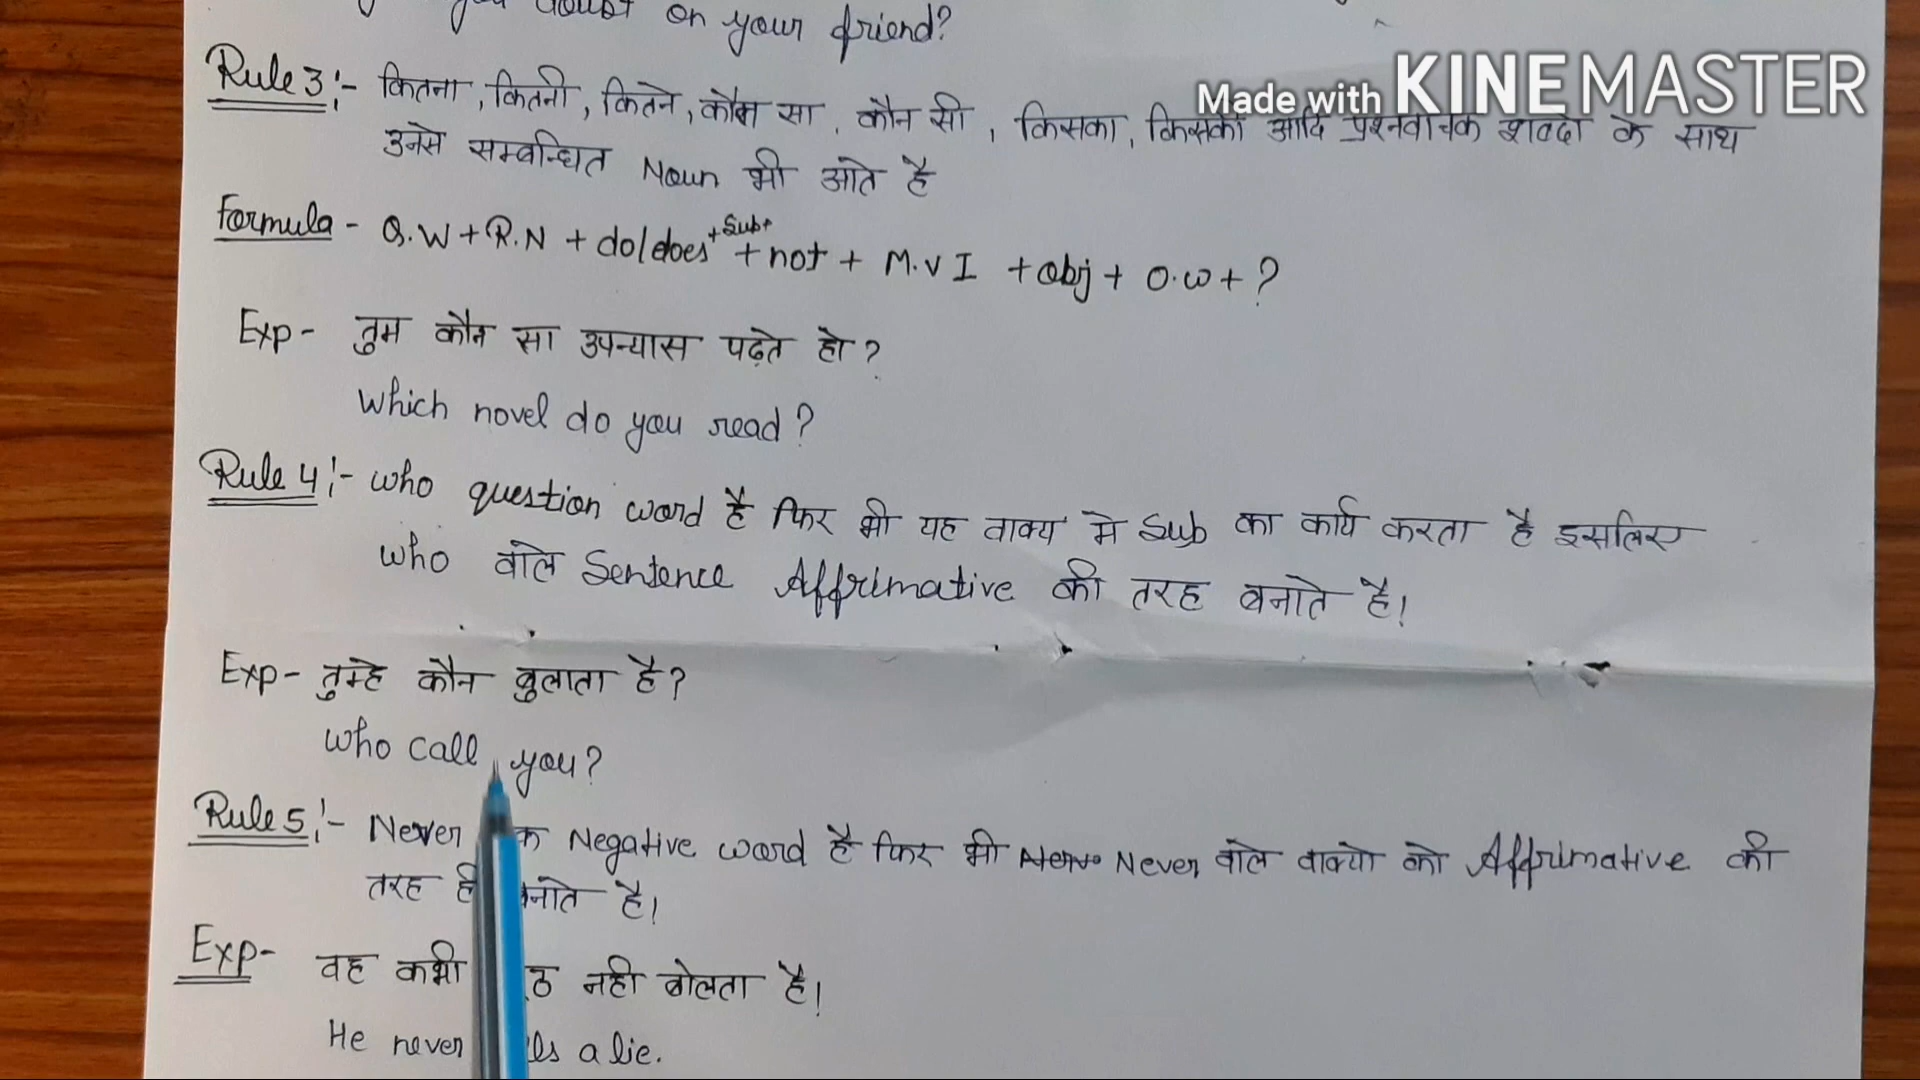 you doubt on your friend?
Made with KINEMASTER
Rule 3:- कितना, कितनी, कितने, कौन सा, कौन सी, किसका, किसकी आदि प्रश्नवाचक शब्दो के साथ
उनसे सम्बन्धित Noun भी आते है
Formula - Q.W + R.N + do/does + Sub + + not + M.V I + obj + O.W + ?
Exp - तुम कौन सा उपन्यास पढ़ते हो?
Which novel do you read?
Rule 4:- who question word है फिर भी यह वाक्य मे Sub का कार्य करता है इसलिए
who वाले Sentence Affrimative की तरह बनाते है।
Exp - तुम्हे कौन बुलाता है?
Who call you?
Rule 5:- Never क Negative word है फिर भी Never वाले वाक्यो को Affrimative की
तरह ही बनाते है।
Exp - वह कभी नही बोलता है।
He never a lie.